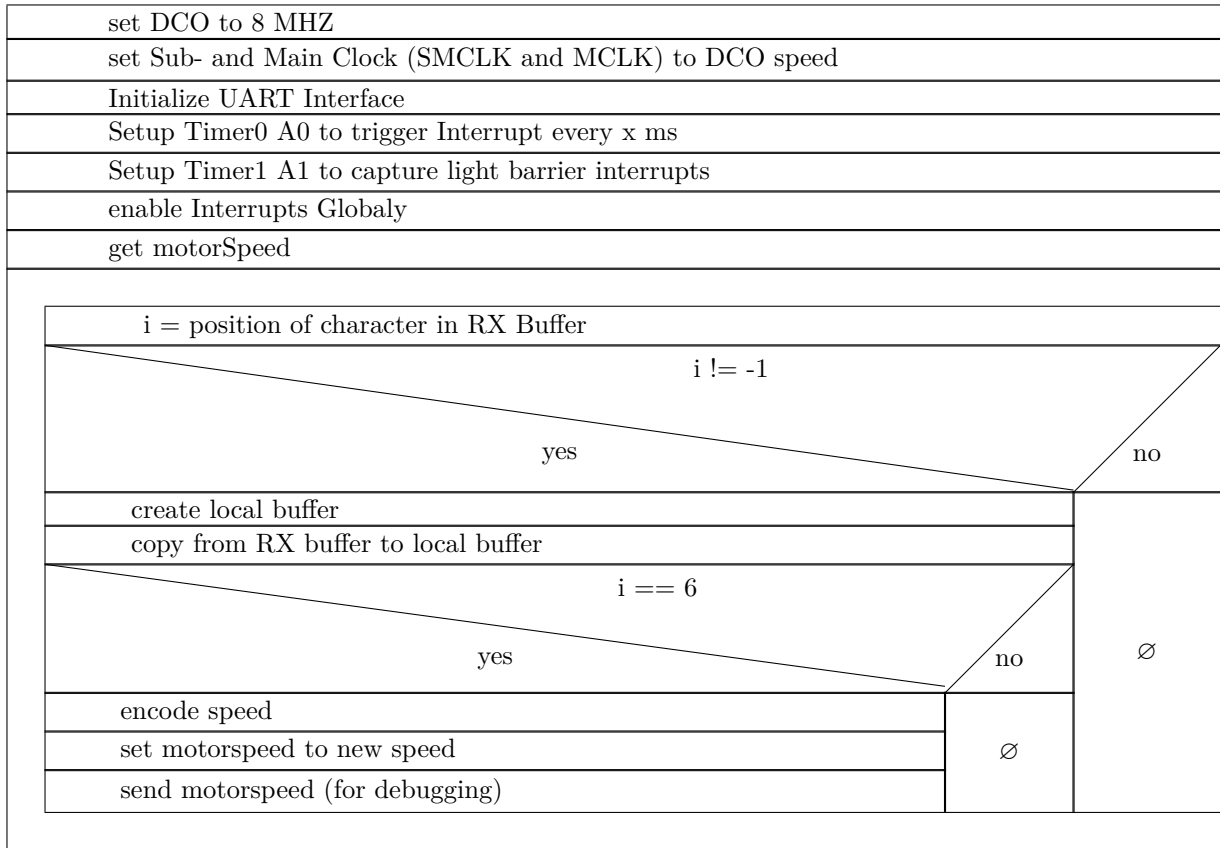 set DCO to 8 MHZ
set Sub- and Main Clock (SMCLK and MCLK) to DCO speed
Initialize UART Interface
Setup Timer0 A0 to trigger Interrupt every x ms
Setup Timer1 A1 to capture light barrier interrupts
enable Interrupts Globaly
get motorSpeed
i = position of character in RX Buffer
i != -1
yes
no
create local buffer
copy from RX buffer to local buffer
i == 6
yes
no
∅
encode speed
set motorspeed to new speed
∅
send motorspeed (for debugging)